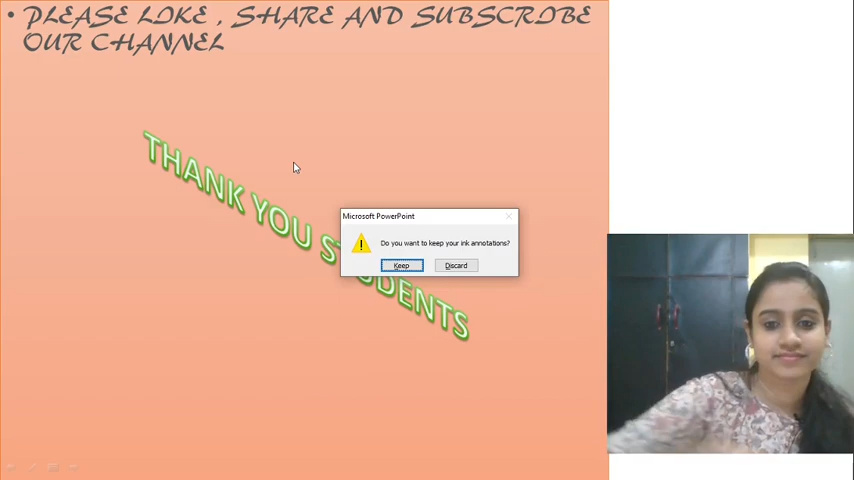 • PLEASE LIKE , SHARE AND SUBSCRIBE
OUR CHANNEL
THANK YOU STUDENTS
Microsoft PowerPoint
Do you want to keep your ink annotations?
Keep
Discard